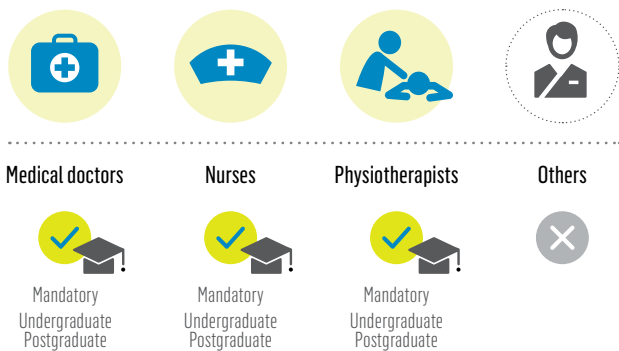 Medical doctors
Nurses
Physiotherapists
Others
Mandatory
Undergraduate
Postgraduate
Mandatory
Undergraduate
Postgraduate
Mandatory
Undergraduate
Postgraduate